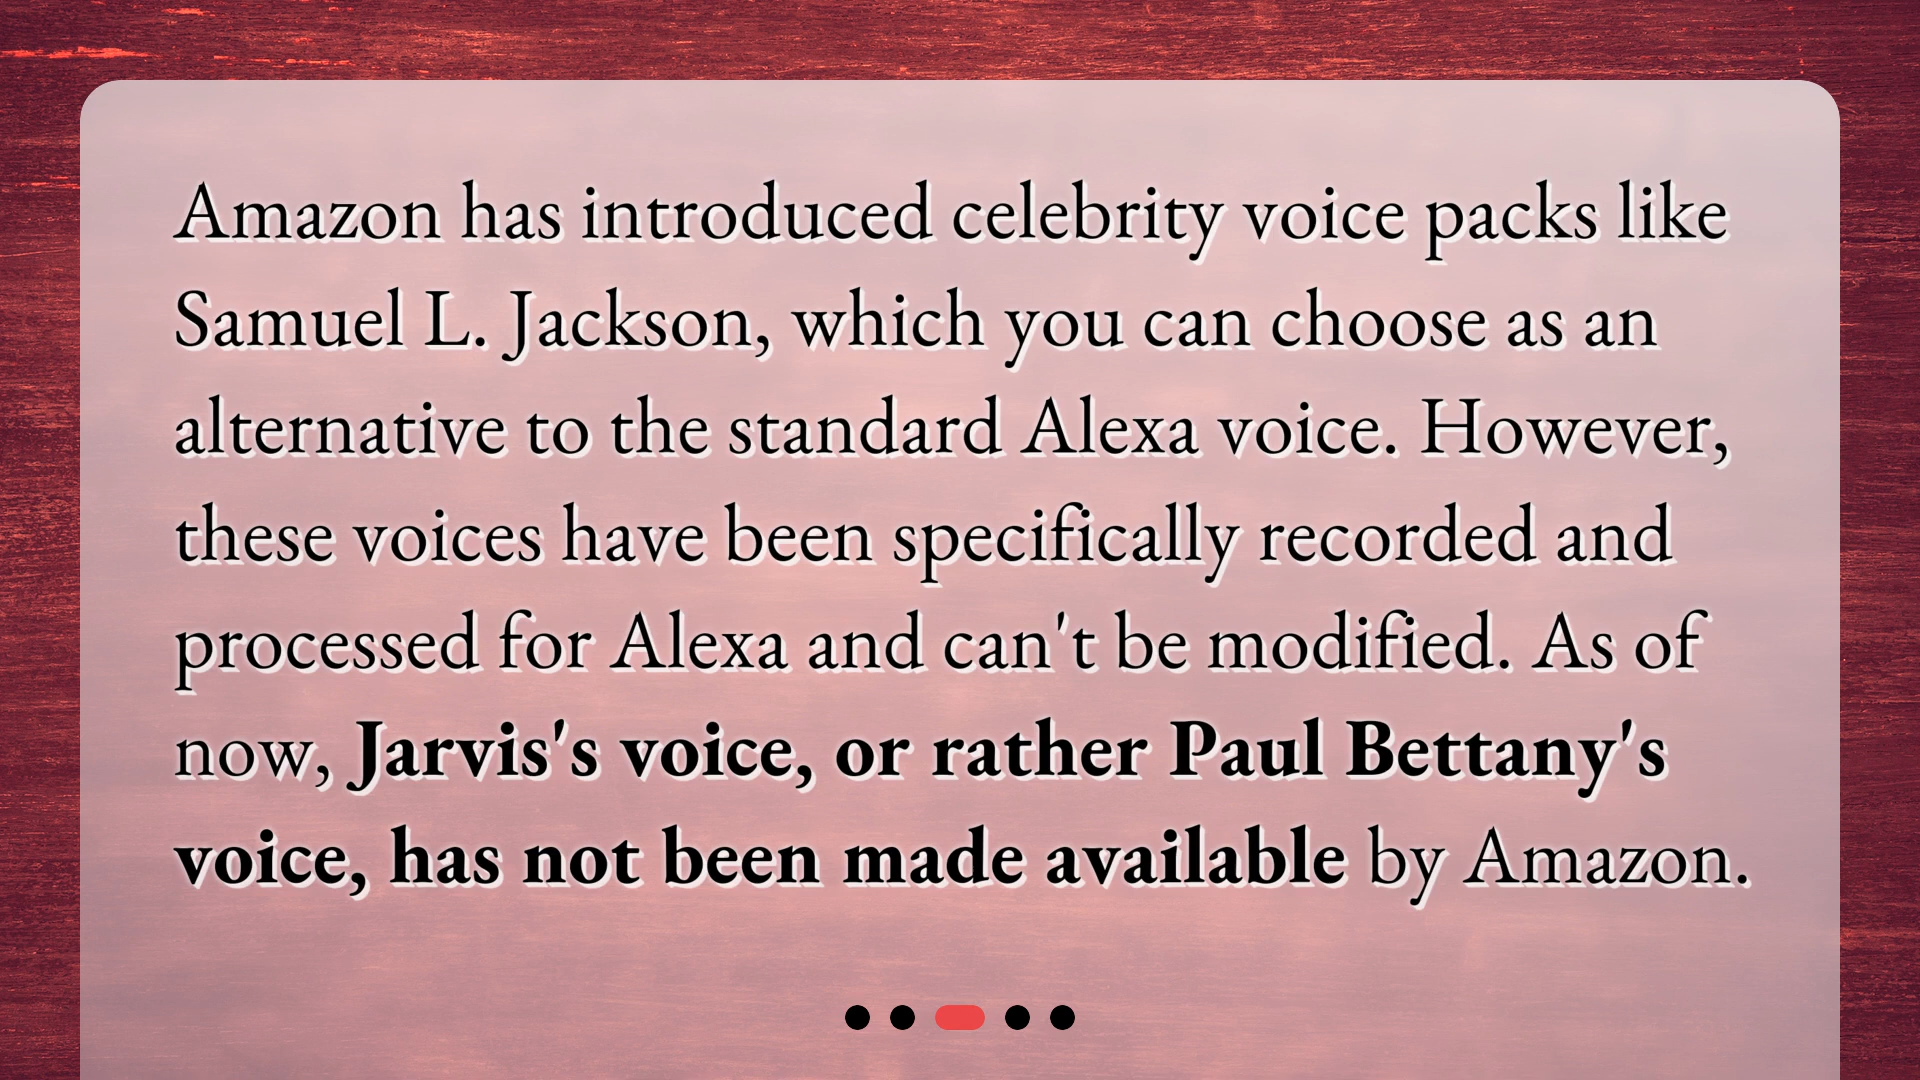 Amazon has introduced celebrity voice packs like
Samuel L. Jackson, which you can choose as an
alternative to the standard Alexa voice. However,
these voices have been specifically recorded and
processed for Alexa and can't be modified. As of
now, Jarvis's voice, or rather Paul Bettany's
voice, has not been made available by Amazon.